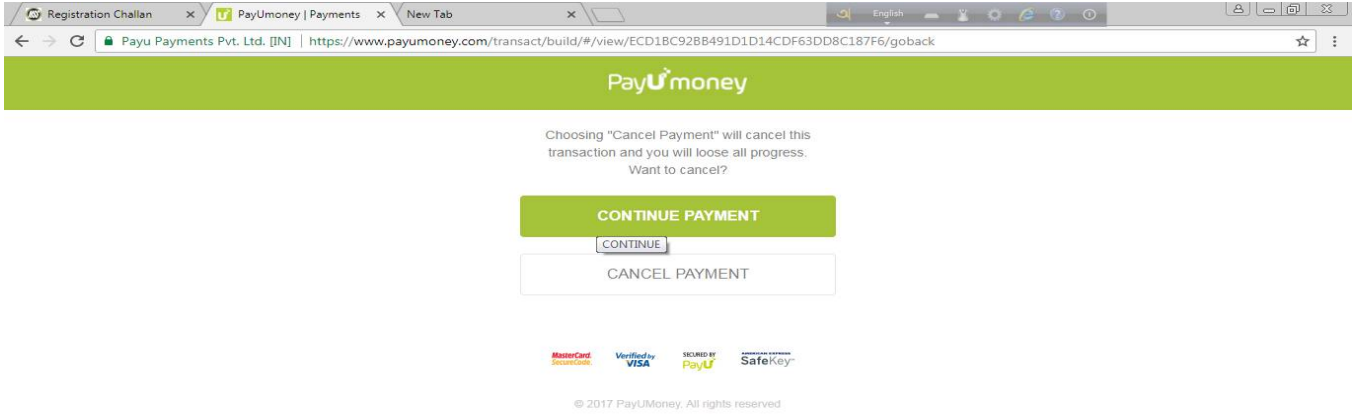 Registration Challan
PayUmoney | Payments
New Tab
English
Payu Payments Pvt. Ltd. [IN] | https://www.payumoney.com/transact/build/#/view/ECD1BC92BB491D1D14CDF63DD8C187F6/goback
PayUmoney
Choosing "Cancel Payment" will cancel this
transaction and you will loose all progress.
Want to cancel?
CONTINUE PAYMENT
CONTINUE
CANCEL PAYMENT
MasterCard. SecureCode.
Verified by VISA
SECURED BY PayU
AMERICAN EXPRESS SafeKey
© 2017 PayUMoney. All rights reserved